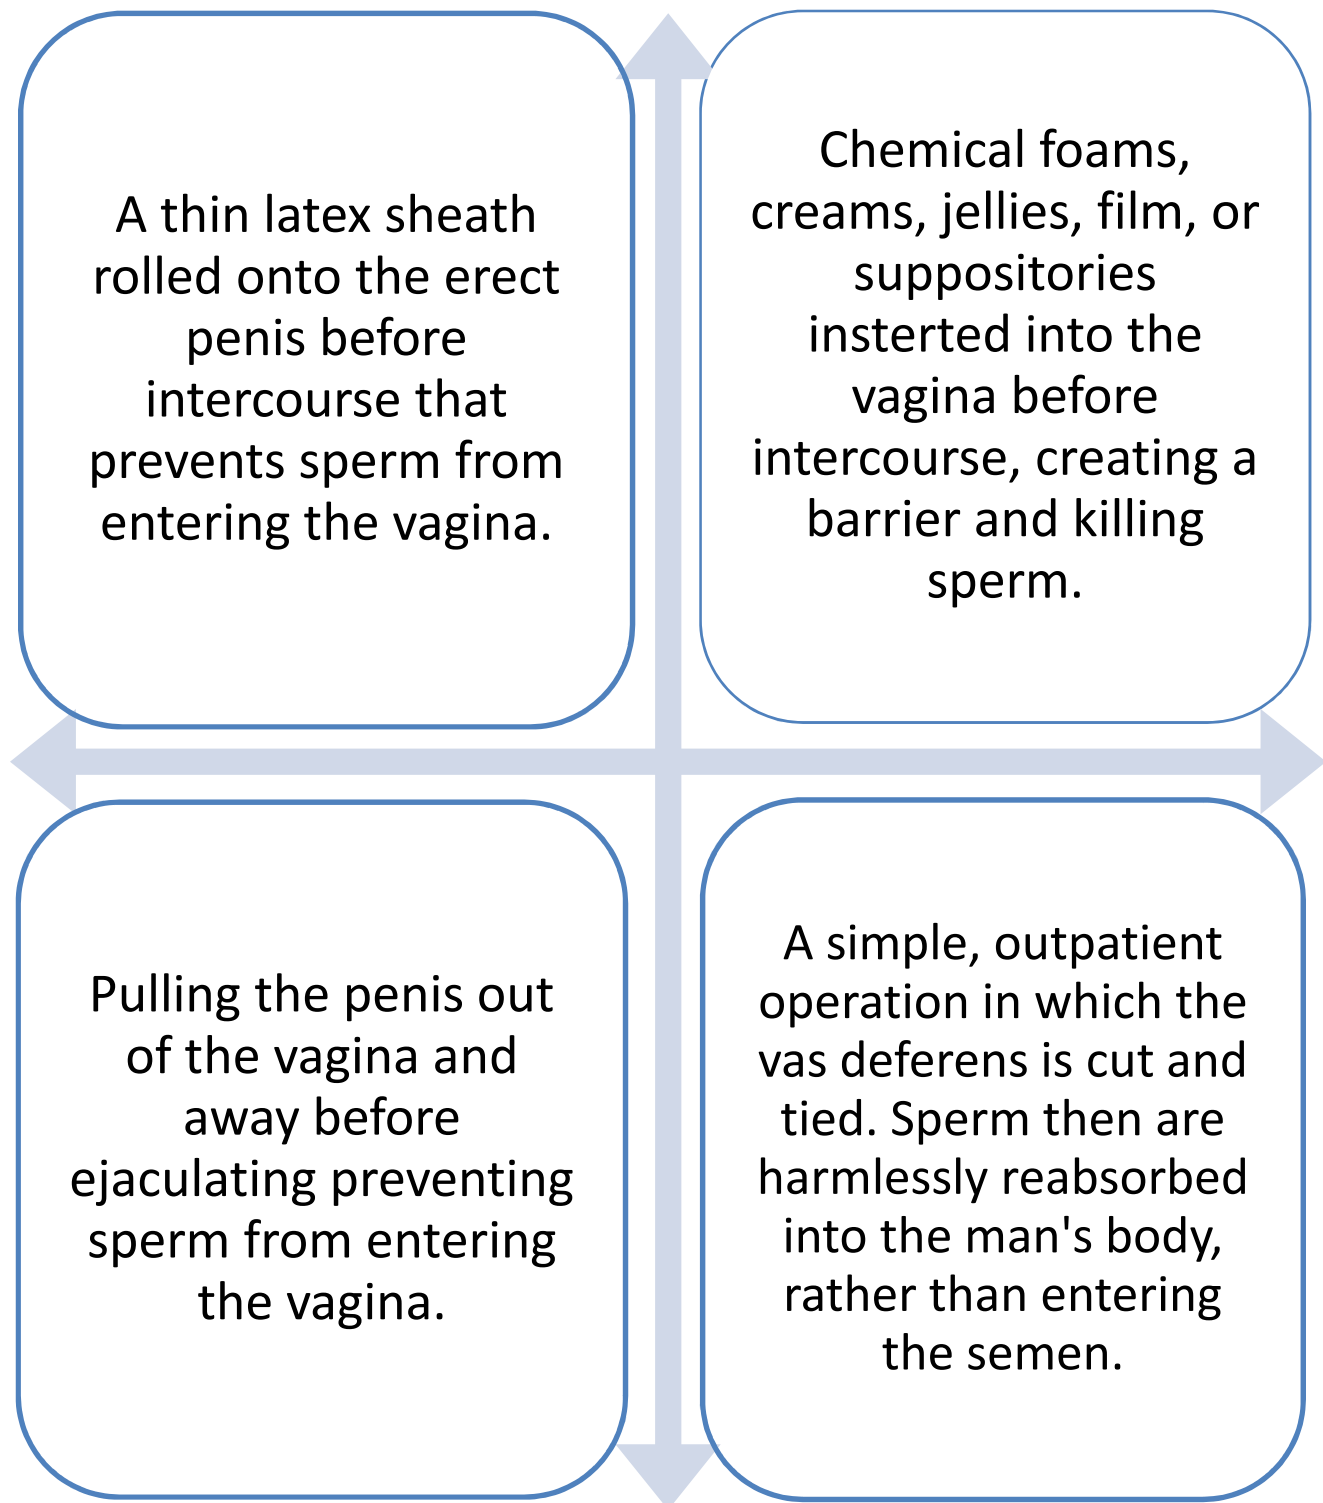 A thin latex sheath
rolled onto the erect
penis before
intercourse that
prevents sperm from
entering the vagina.
Chemical foams,
creams, jellies, film, or
suppositories
insterted into the
vagina before
intercourse, creating a
barrier and killing
sperm.
Pulling the penis out
of the vagina and
away before
ejaculating preventing
sperm from entering
the vagina.
A simple, outpatient
operation in which the
vas deferens is cut and
tied. Sperm then are
harmlessly reabsorbed
into the man's body,
rather than entering
the semen.